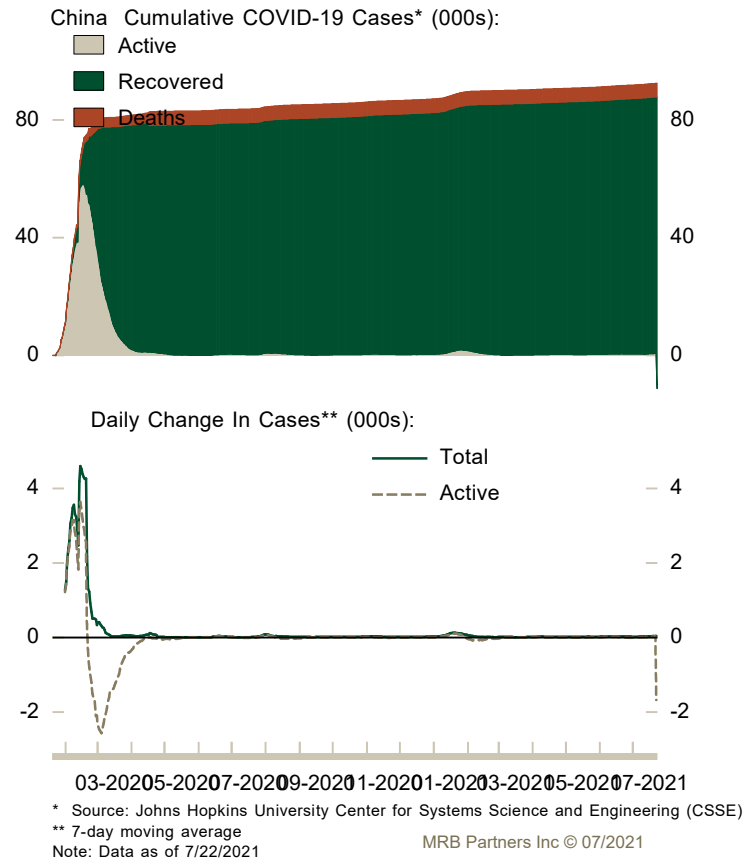 China Cumulative COVID-19 Cases* (000s):
Active
Recovered
Deaths
80 80
40 40
0 0
Daily Change In Cases** (000s):
Total
Active
4 4
2 2
0 0
-2 -2
03-2020 05-2020 07-2020 09-2020 11-2020 01-2021 03-2021 05-2021 07-2021
* Source: Johns Hopkins University Center for Systems Science and Engineering (CSSE)
** 7-day moving average
Note: Data as of 7/22/2021
MRB Partners Inc © 07/2021